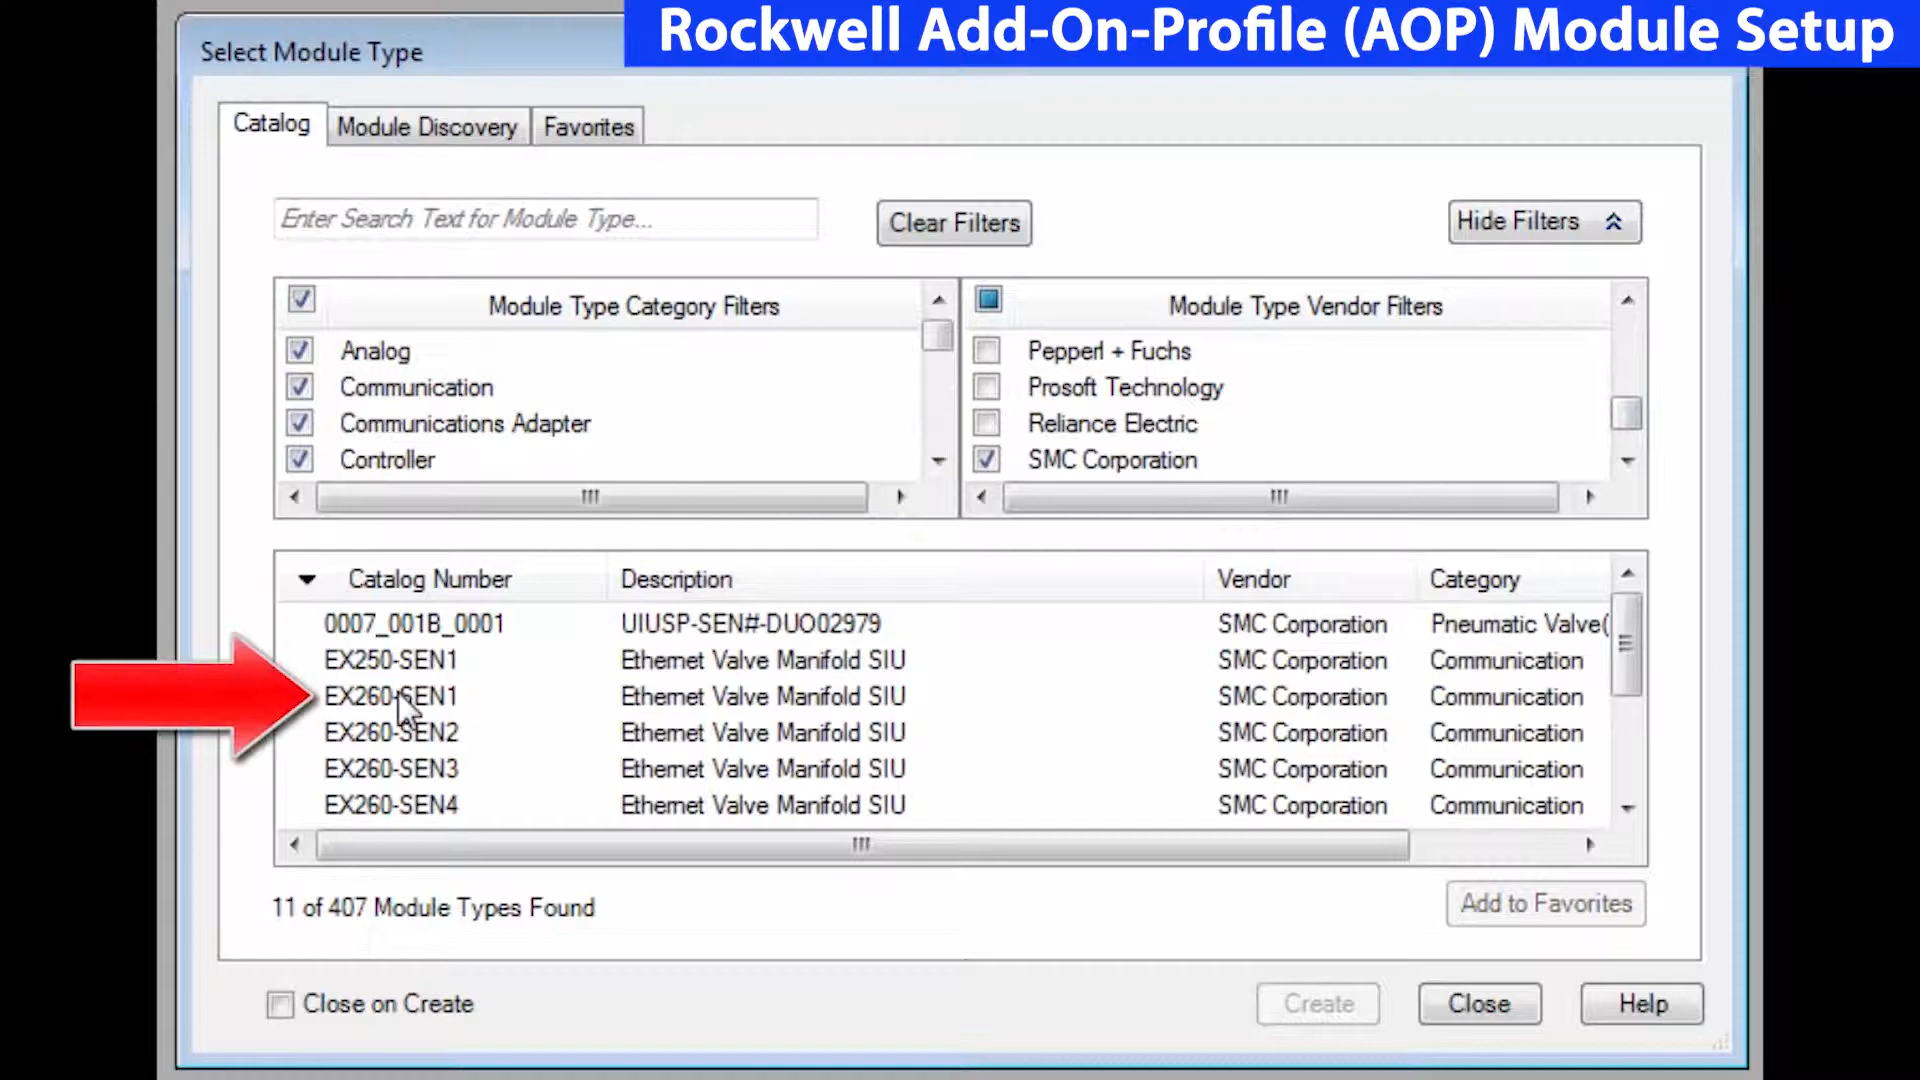 Rockwell Add-On-Profile (AOP) Module Setup
Select Module Type
Catalog Module Discovery Favorites
Enter Search Text for Module Type... Clear Filters Hide Filters
Module Type Category Filters Module Type Vendor Filters
Analog Pepperl + Fuchs
Communication Prosoft Technology
Communications Adapter Reliance Electric
Controller SMC Corporation
Catalog Number Description Vendor Category
0007_001B_0001 UIUSP-SEN#-DUO02979 SMC Corporation Pneumatic Valve(
EX250-SEN1 Ethernet Valve Manifold SIU SMC Corporation Communication
EX260-SEN1 Ethernet Valve Manifold SIU SMC Corporation Communication
EX260-SEN2 Ethernet Valve Manifold SIU SMC Corporation Communication
EX260-SEN3 Ethernet Valve Manifold SIU SMC Corporation Communication
EX260-SEN4 Ethernet Valve Manifold SIU SMC Corporation Communication
11 of 407 Module Types Found Add to Favorites
Close on Create Create Close Help